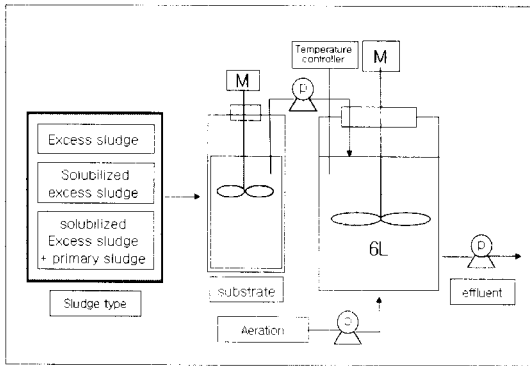 Temperature
controller
M
M
P
Excess sludge
Solubilized
excess sludge
solubilized
Excess sludge
+ primary sludge
Sludge type
substrate
6L
P
effluent
Aeration
P